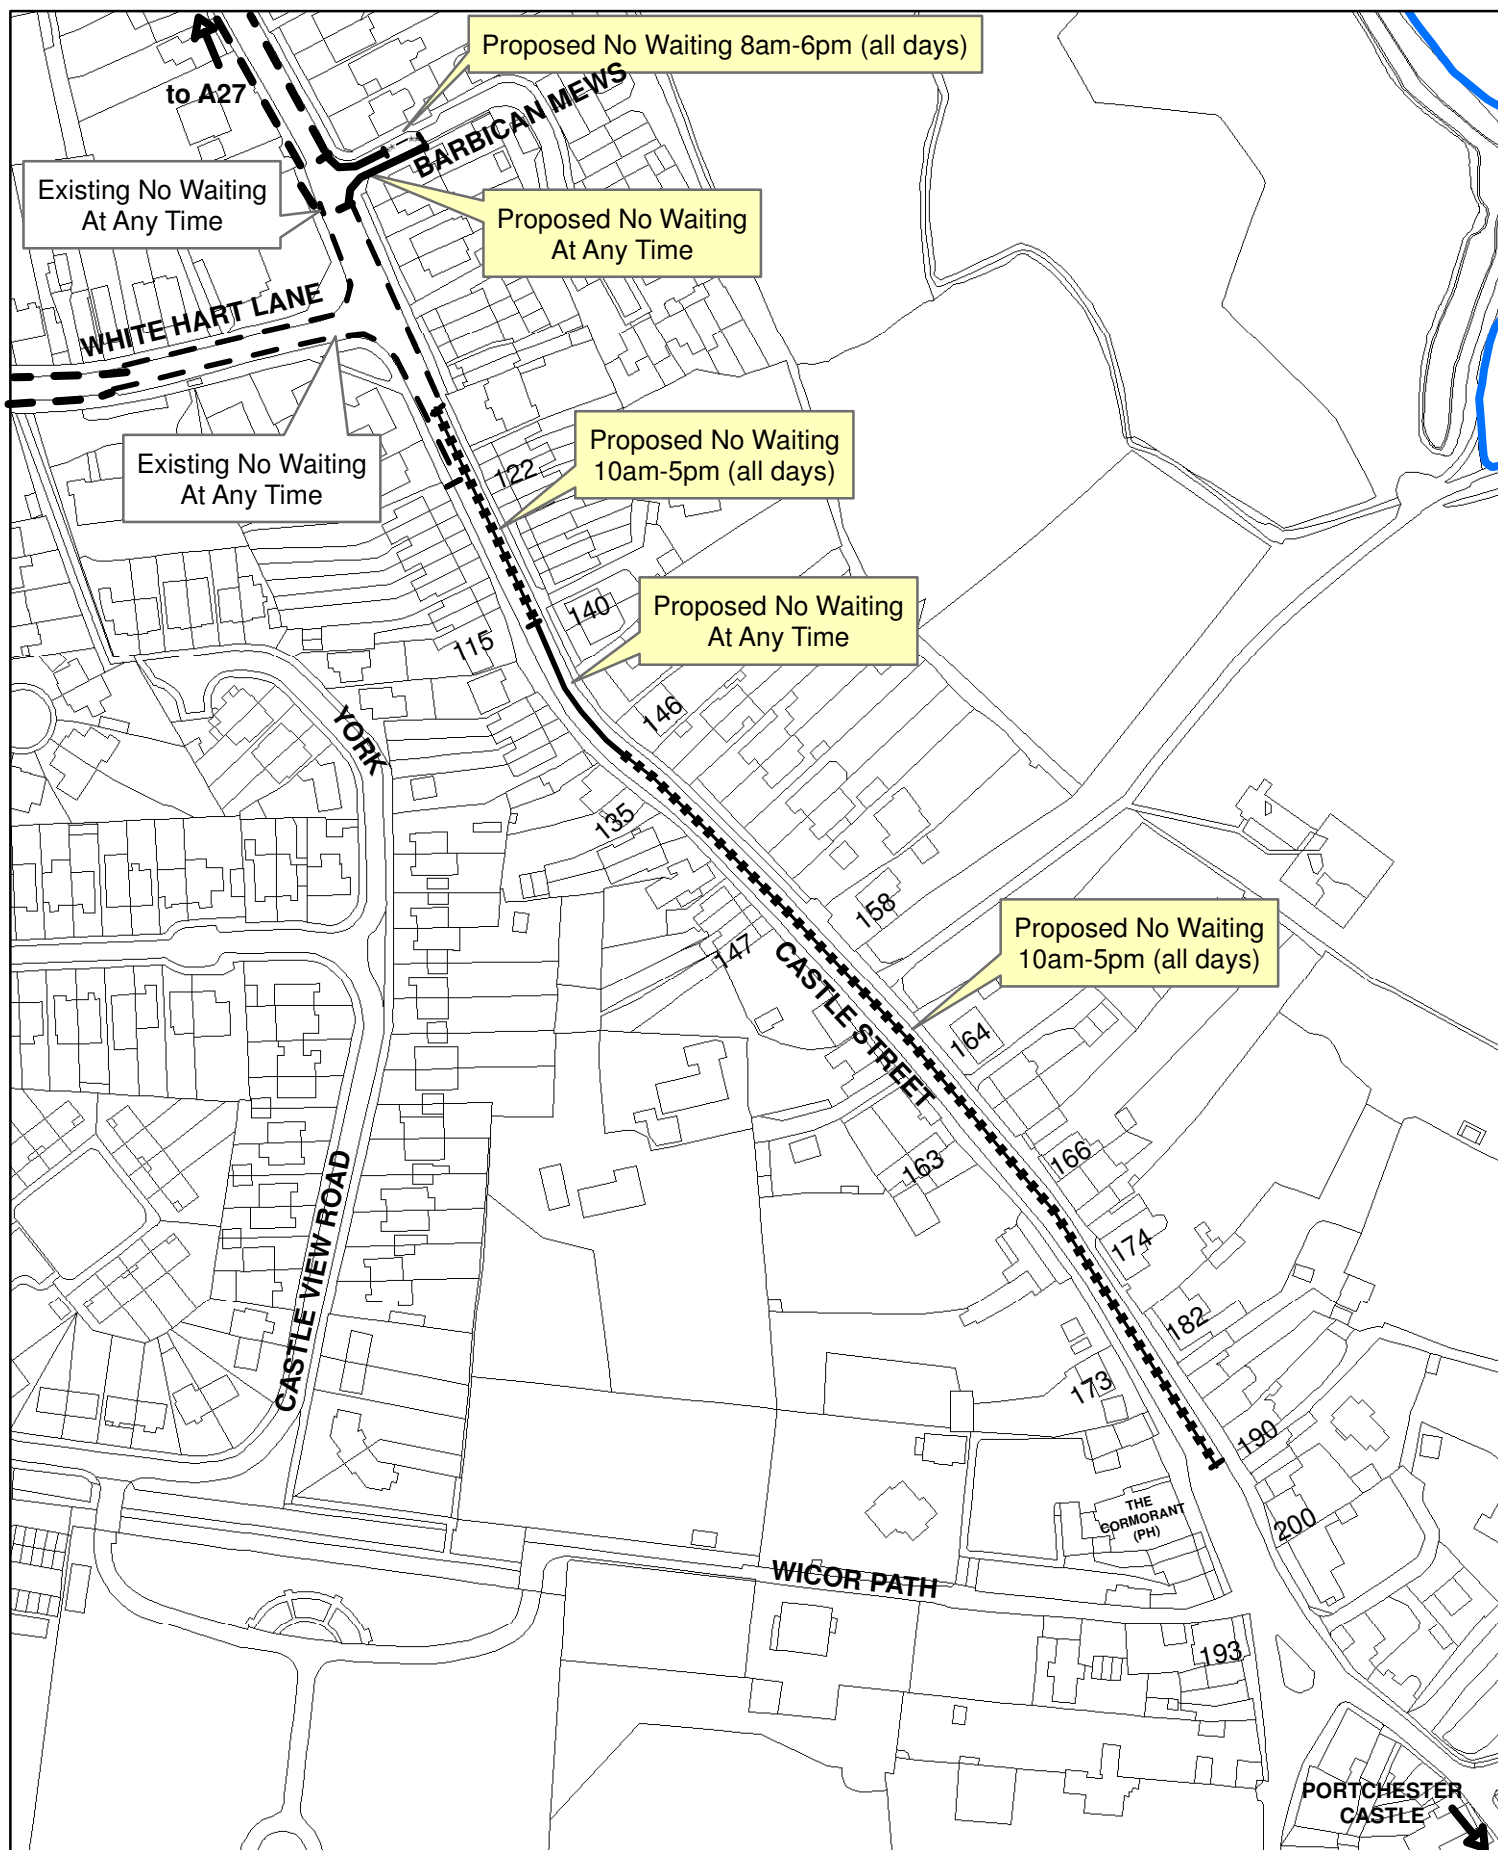 Proposed No Waiting 8am-6pm (all days)
to A27
BARBICAN MEWS
Existing No Waiting
At Any Time
Proposed No Waiting
At Any Time
WHITE HART LANE
Existing No Waiting
At Any Time
Proposed No Waiting
10am-5pm (all days)
122
140
Proposed No Waiting
At Any Time
115
146
YORK
135
158
147
CASTLE STREET
Proposed No Waiting
10am-5pm (all days)
164
166
163
174
CASTLE VIEW ROAD
182
173
190
THE
CORMORANT
(PH)
200
WICOR PATH
193
PORTCHESTER
CASTLE